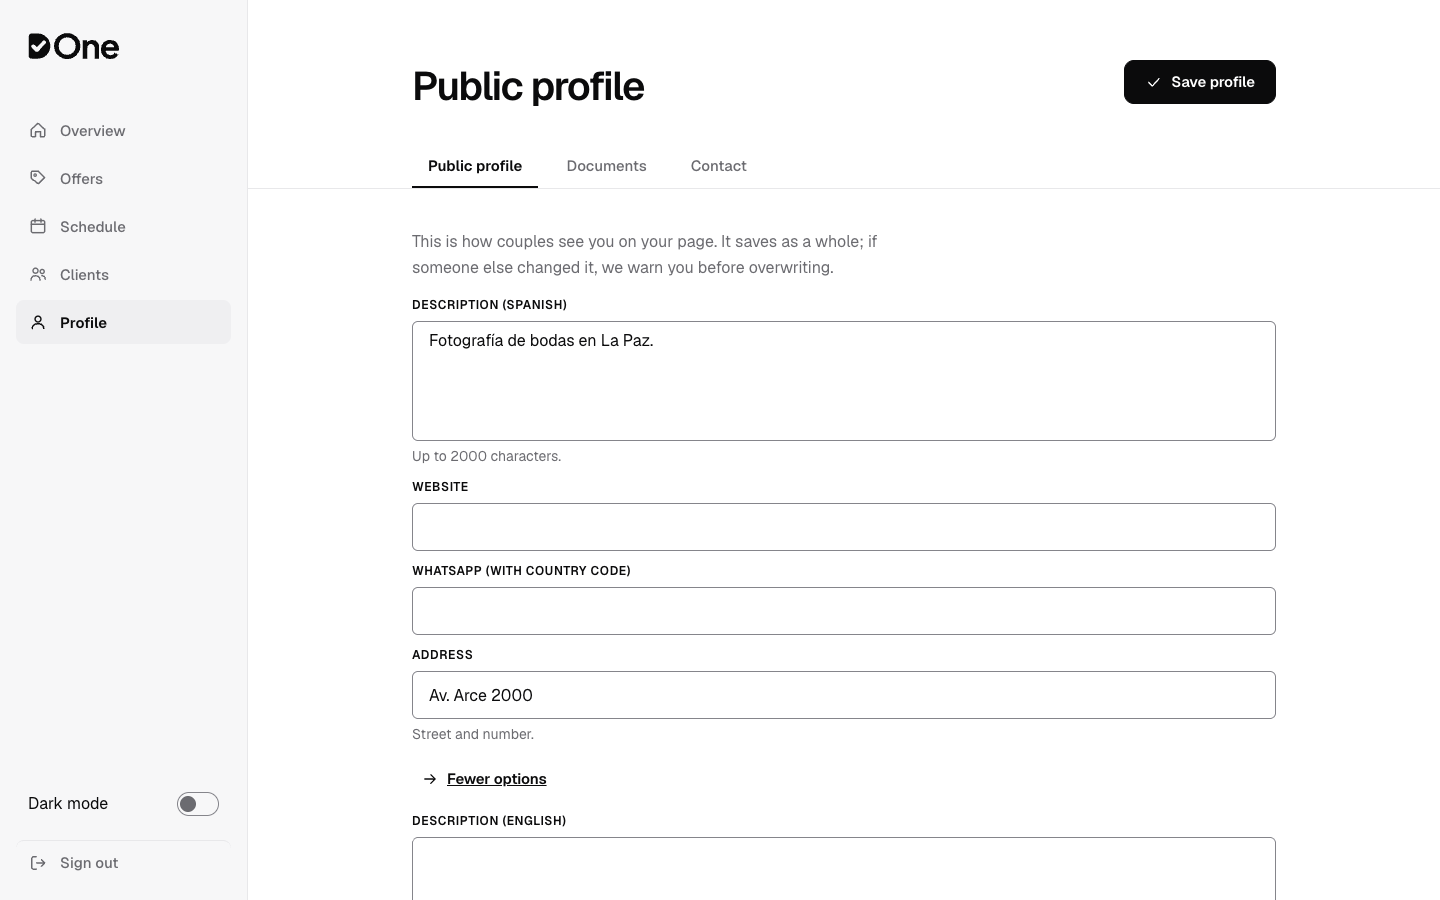 DOne
Overview
Offers
Schedule
Clients
Profile
Dark mode
Sign out
Public profile
Save profile
Public profile
Documents
Contact
This is how couples see you on your page. It saves as a whole; if
someone else changed it, we warn you before overwriting.
DESCRIPTION (SPANISH)
Fotografía de bodas en La Paz.
Up to 2000 characters.
WEBSITE
WHATSAPP (WITH COUNTRY CODE)
ADDRESS
Av. Arce 2000
Street and number.
Fewer options
DESCRIPTION (ENGLISH)